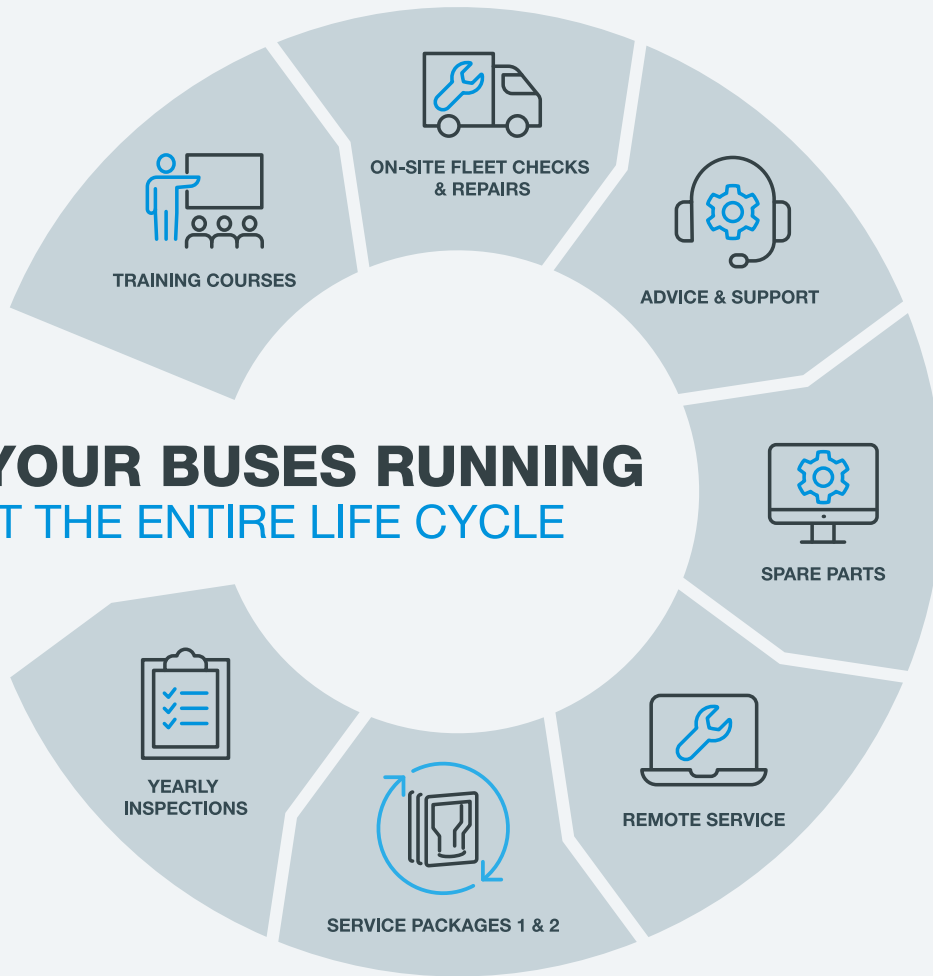 ON-SITE FLEET CHECKS
& REPAIRS
TRAINING COURSES
ADVICE & SUPPORT
YOUR BUSES RUNNING
T THE ENTIRE LIFE CYCLE
SPARE PARTS
YEARLY
INSPECTIONS
REMOTE SERVICE
SERVICE PACKAGES 1 & 2